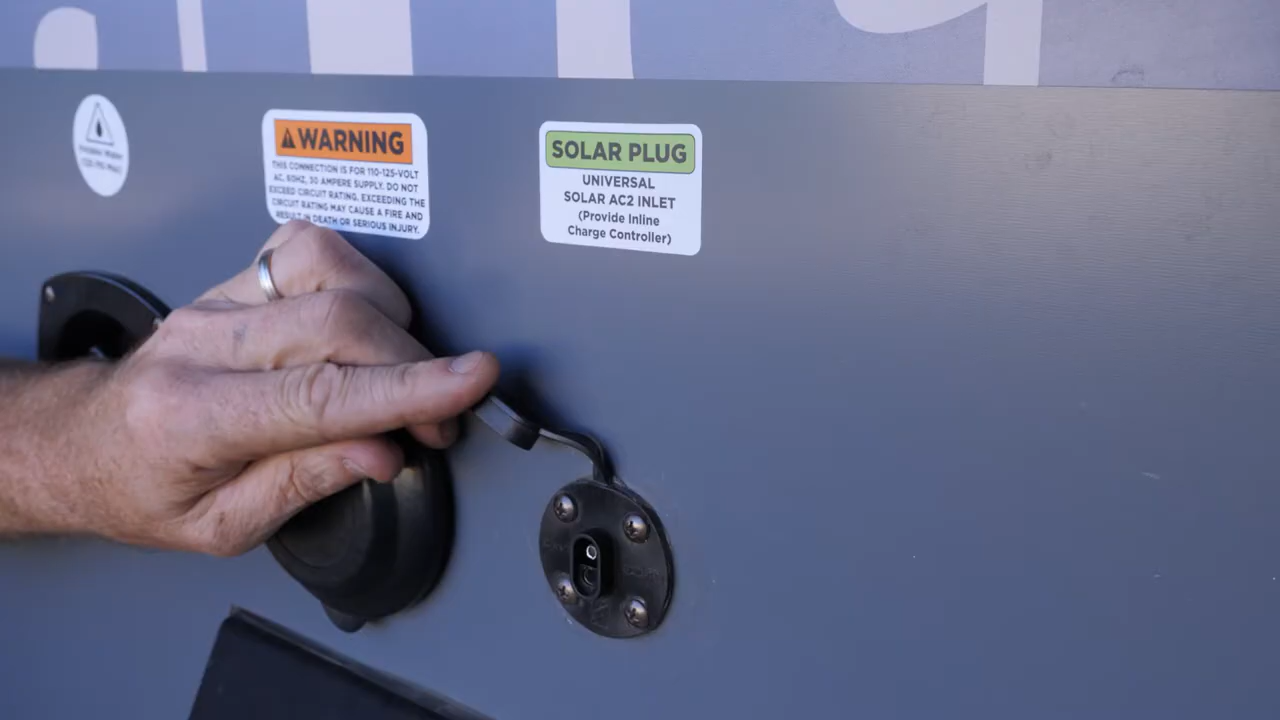 WARNING
THIS CONNECTION IS FOR 110-125-VOLT
AC, 60HZ, 30 AMPERE SUPPLY. DO NOT
EXCEED CIRCUIT RATING. EXCEEDING THE
CIRCUIT RATING MAY CAUSE A FIRE AND
RESULT IN DEATH OR SERIOUS INJURY.
SOLAR PLUG
UNIVERSAL
SOLAR AC2 INLET
(Provide Inline
Charge Controller)